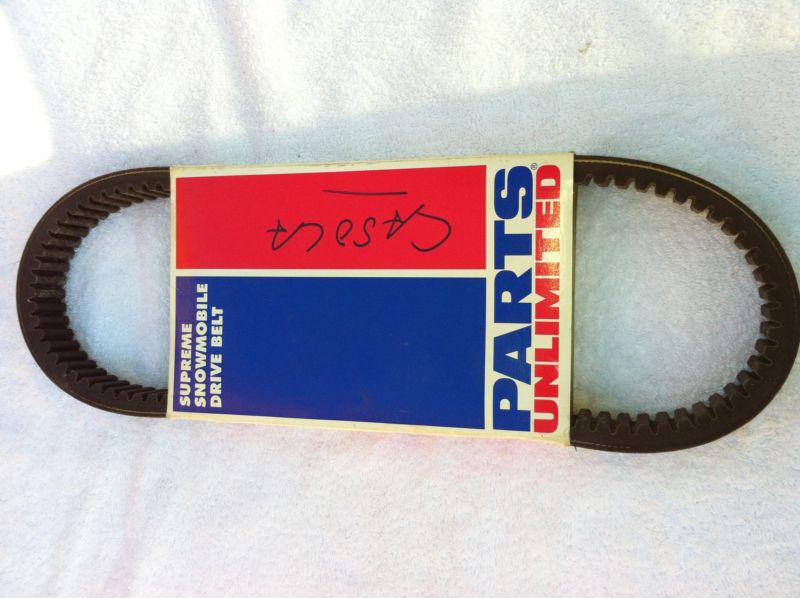 PARTS
UNLIMITED®
SUPREME
SNOWMOBILE
DRIVE BELT